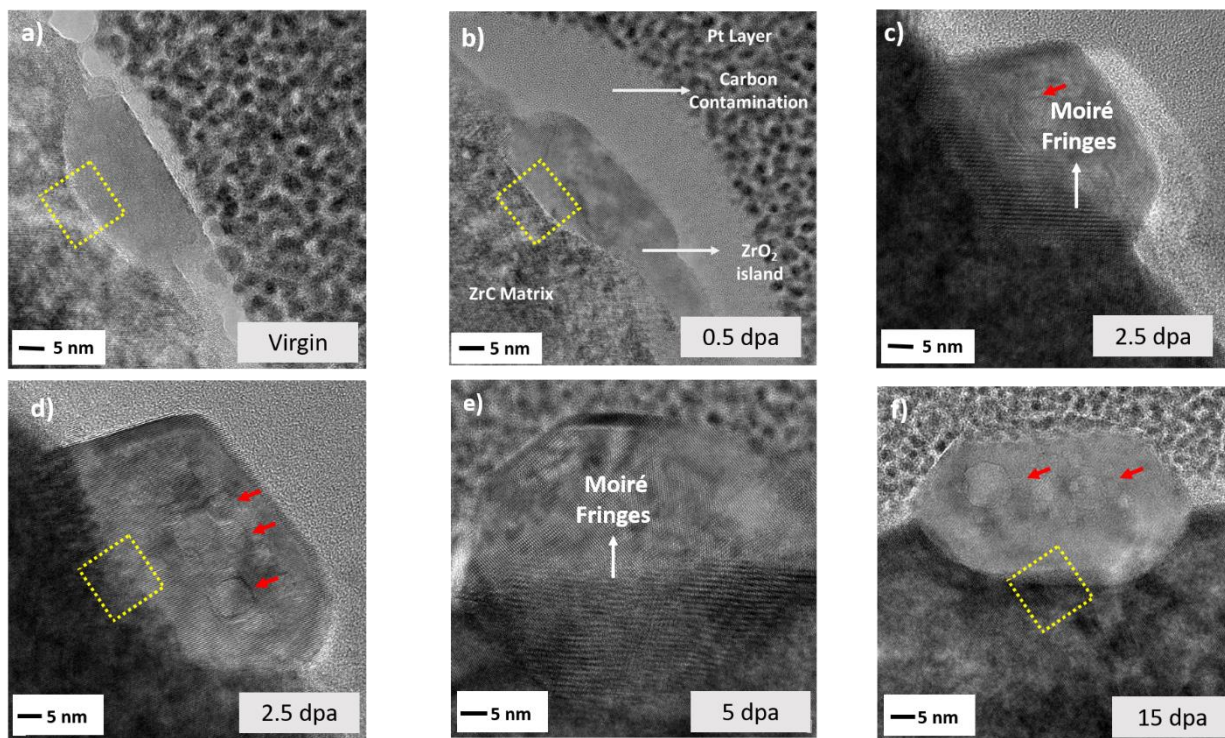 a)
5 nm
Virgin
b)
Pt Layer
Carbon
Contamination
ZrO₂
island
ZrC Matrix
5 nm
0.5 dpa
c)
Moiré
Fringes
5 nm
2.5 dpa
d)
5 nm
2.5 dpa
e)
Moiré
Fringes
5 nm
5 dpa
f)
5 nm
15 dpa